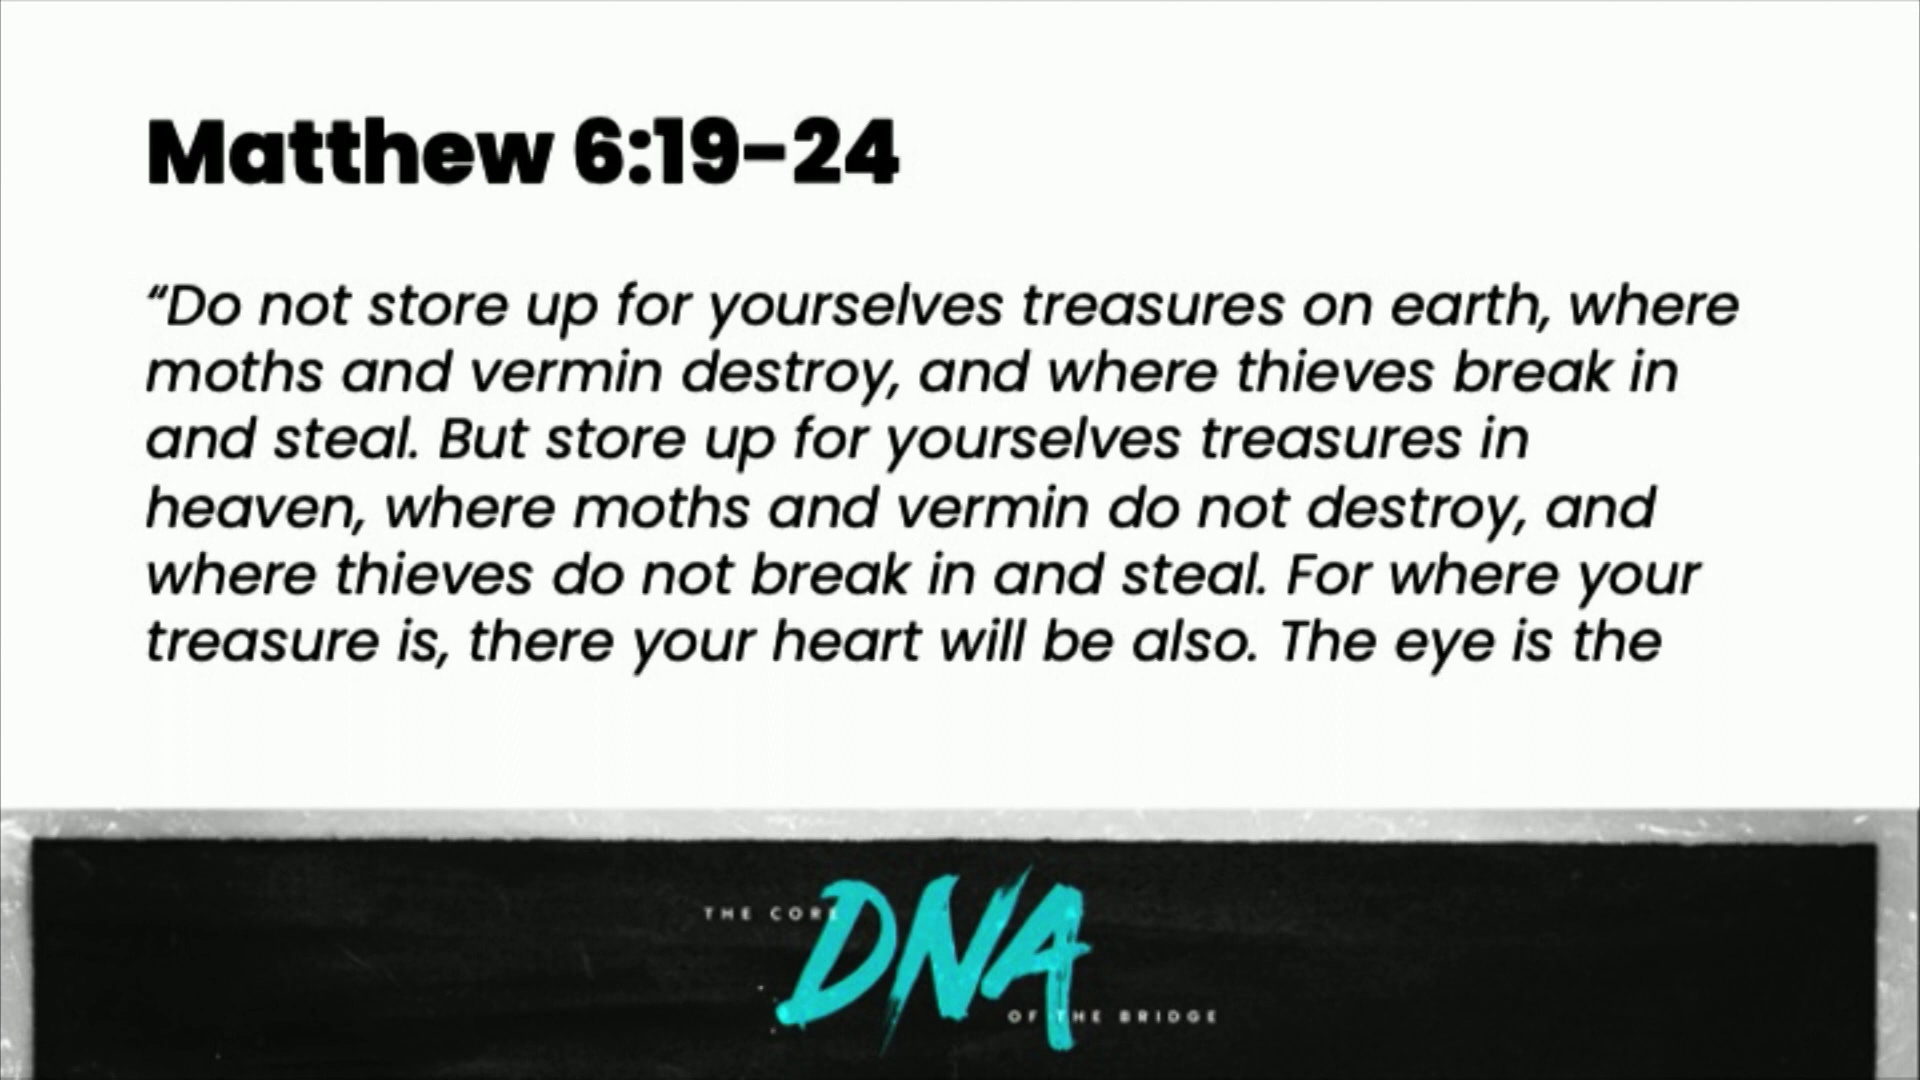 Matthew 6:19–24
“Do not store up for yourselves treasures on earth, where
moths and vermin destroy, and where thieves break in
and steal. But store up for yourselves treasures in
heaven, where moths and vermin do not destroy, and
where thieves do not break in and steal. For where your
treasure is, there your heart will be also. The eye is the
THE CORE
DNA
OF THE BRIDGE